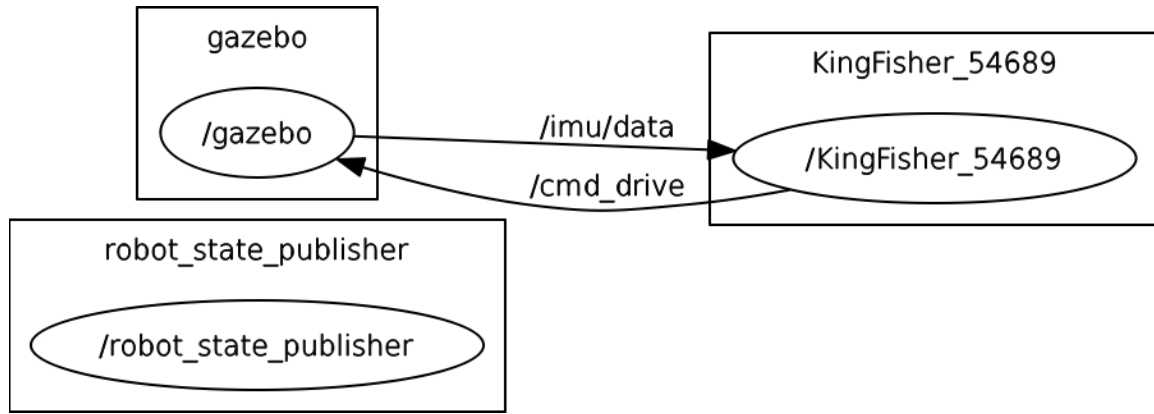 gazebo
/gazebo
/imu/data
/cmd_drive
KingFisher_54689
/KingFisher_54689
robot_state_publisher
/robot_state_publisher